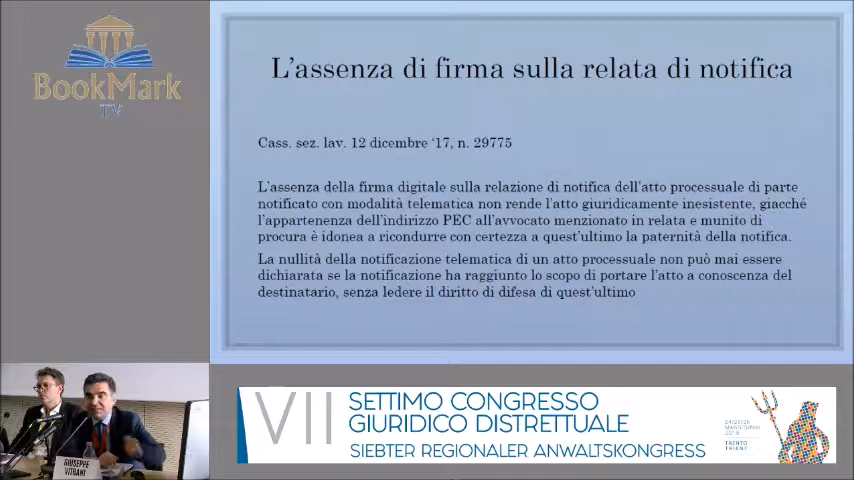 BookMark
TV
L'assenza di firma sulla relata di notifica
Cass. sez. lav. 12 dicembre '17, n. 29775
L'assenza della firma digitale sulla relazione di notifica dell'atto processuale di parte
notificato con modalità telematica non rende l'atto giuridicamente inesistente, giacché
l'appartenenza dell'indirizzo PEC all'avvocato menzionato in relata e munito di
procura è idonea a ricondurre con certezza a quest'ultimo la paternità della notifica.
La nullità della notificazione telematica di un atto processuale non può mai essere
dichiarata se la notificazione ha raggiunto lo scopo di portare l'atto a conoscenza del
destinatario, senza ledere il diritto di difesa di quest'ultimo
GIUSEPPE
VITRANI
VII
SETTIMO CONGRESSO
GIURIDICO DISTRETTUALE
SIEBTER REGIONALER ANWALTSKONGRESS
24/25/26
TRENTO
TRIENT